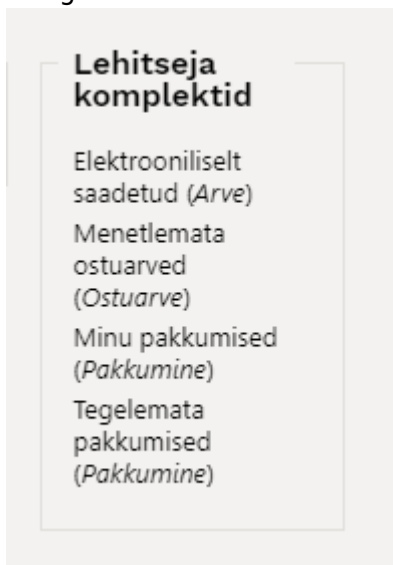 Lehitseja
komplektid
Elektrooniliselt
saadetud (Arve)
Menetlemata
ostuarved
(Ostuarve)
Minu pakkumised
(Pakkumine)
Tegelemata
pakkumised
(Pakkumine)